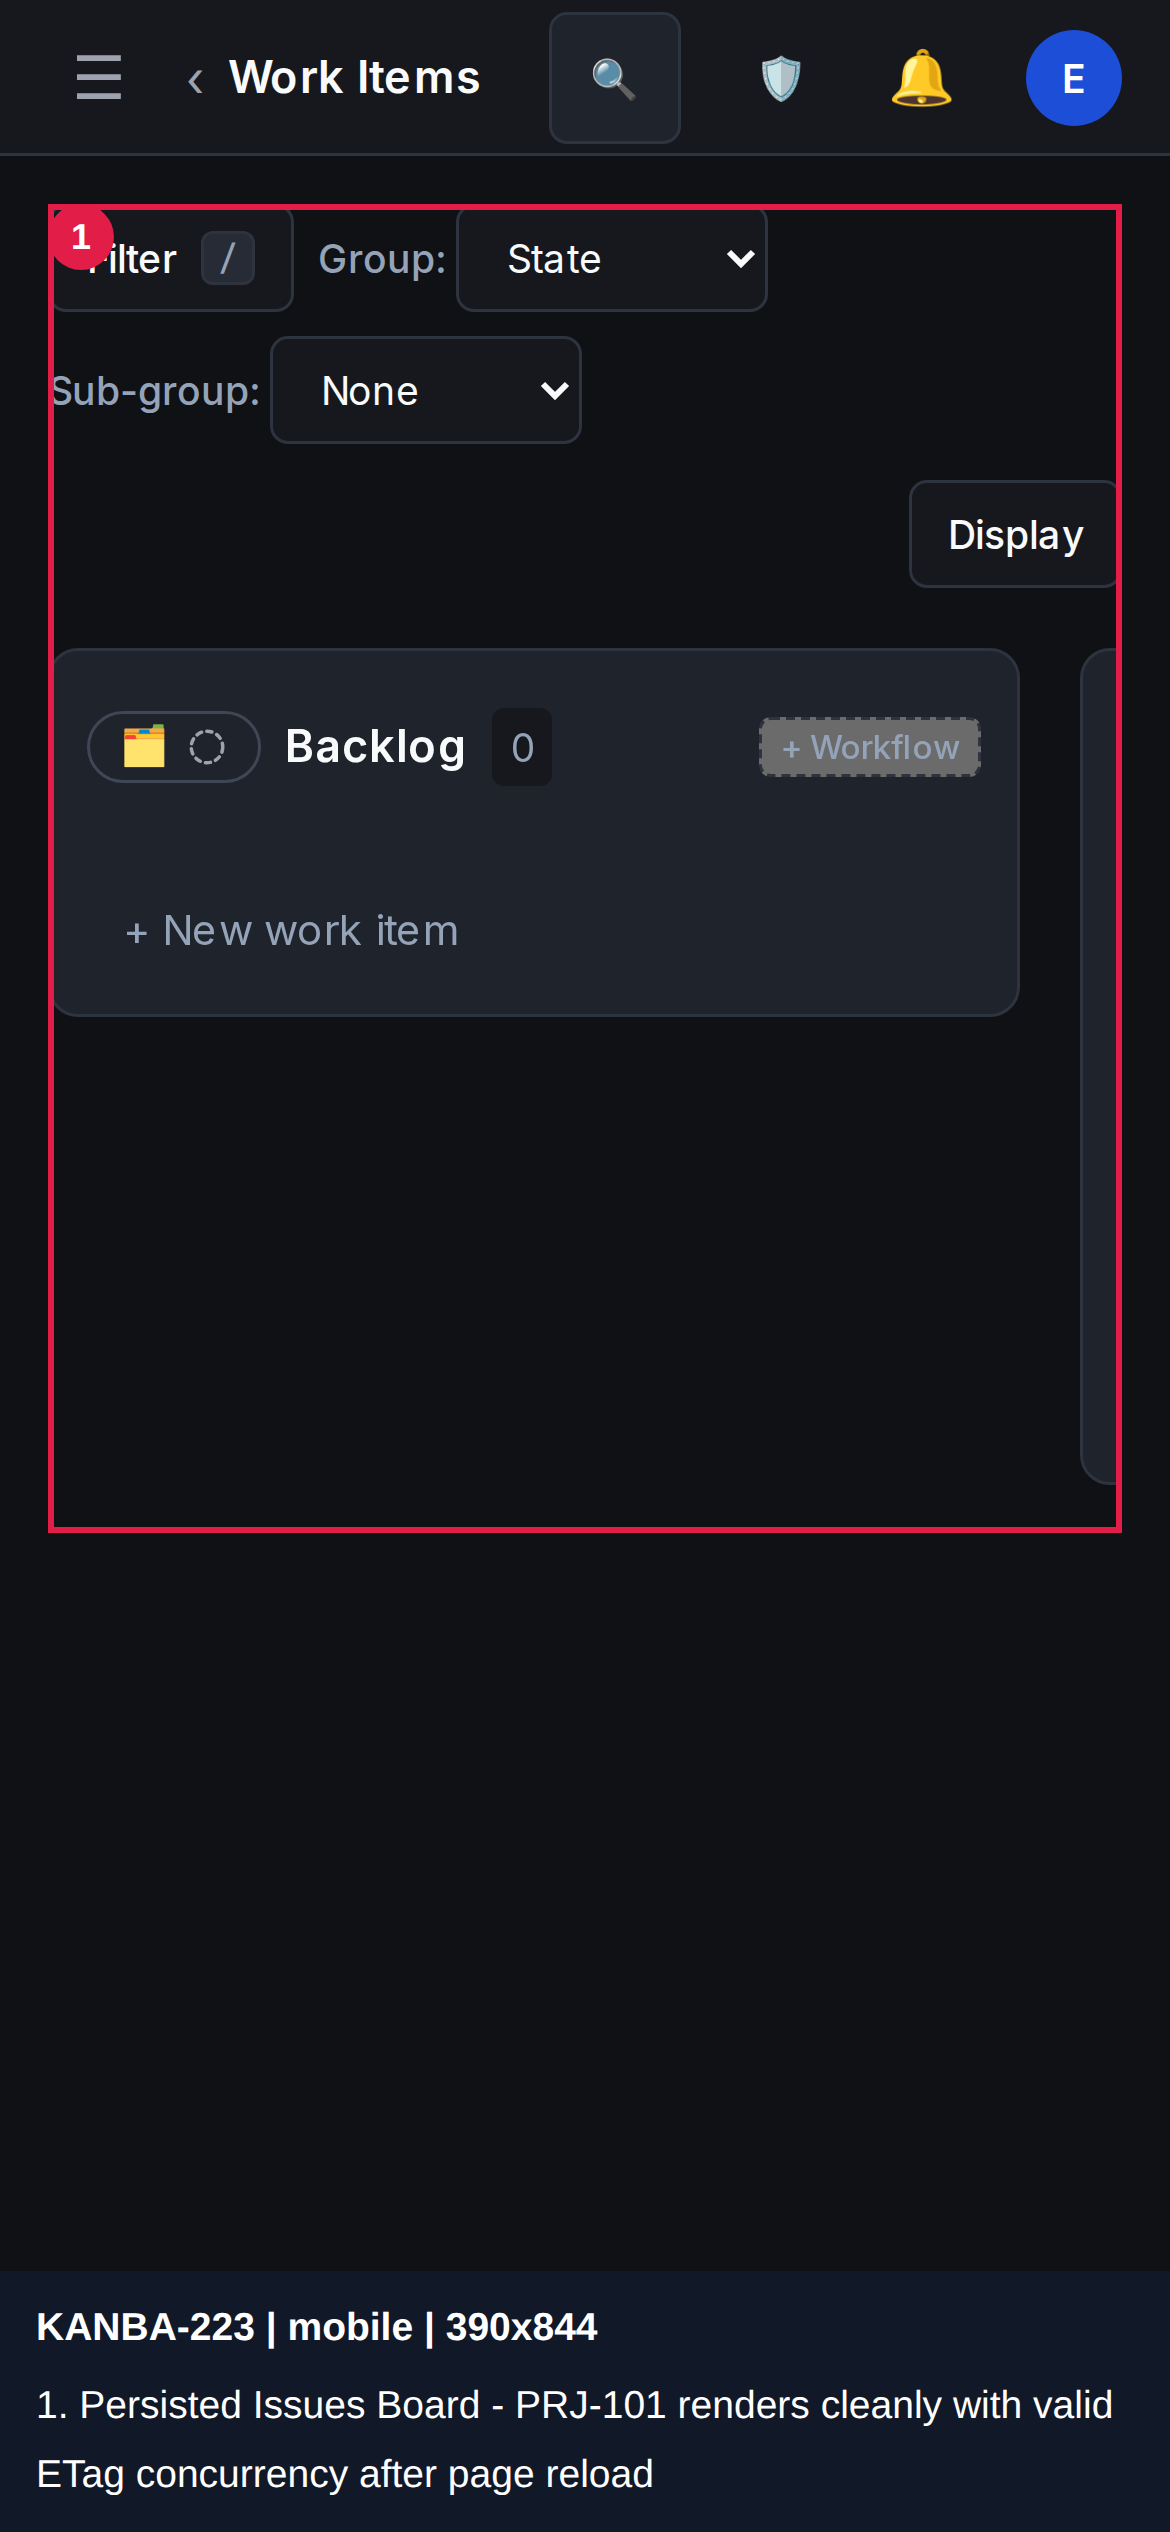 Work Items
E
1
Filter / Group: State
Sub-group: None
Display
Backlog 0 + Workflow
+ New work item
KANBA-223 | mobile | 390x844
1. Persisted Issues Board - PRJ-101 renders cleanly with valid
ETag concurrency after page reload